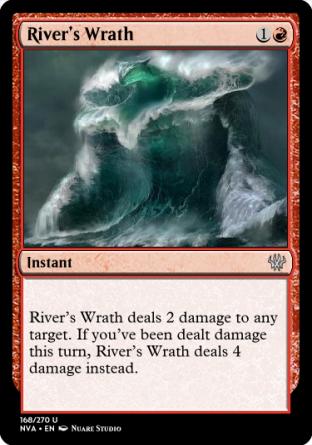 River's Wrath 1
Instant
River's Wrath deals 2 damage to any
target. If you've been dealt damage
this turn, River's Wrath deals 4
damage instead.
168/270 U
NVA • EN Nuare Studio